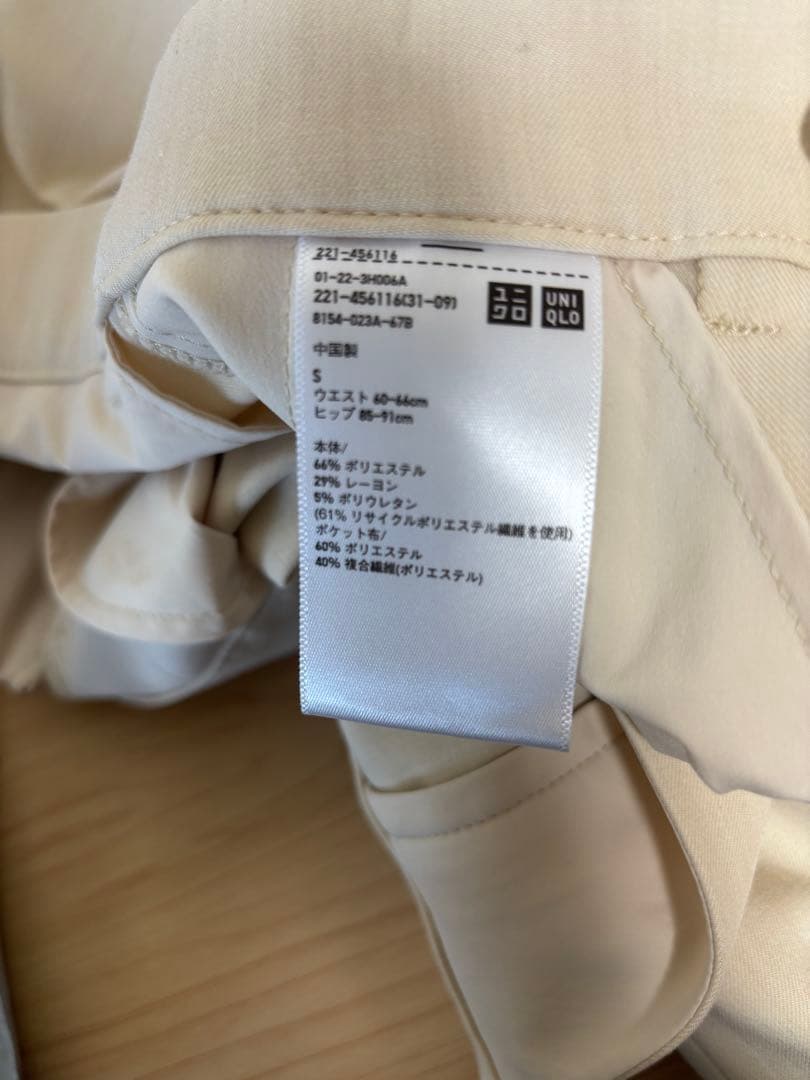 221-456116
01-22-3H006A
221-456116(31-09)
8154-023A-67B
ユニ
クロ
UNI
QLO
中国製
S
ウエスト 60-66cm
ヒップ 85-91cm
本体/
66% ポリエステル
29% レーヨン
5% ポリウレタン
(61% リサイクルポリエステル繊維を使用)
ポケット布/
60% ポリエステル
40% 複合繊維(ポリエステル)